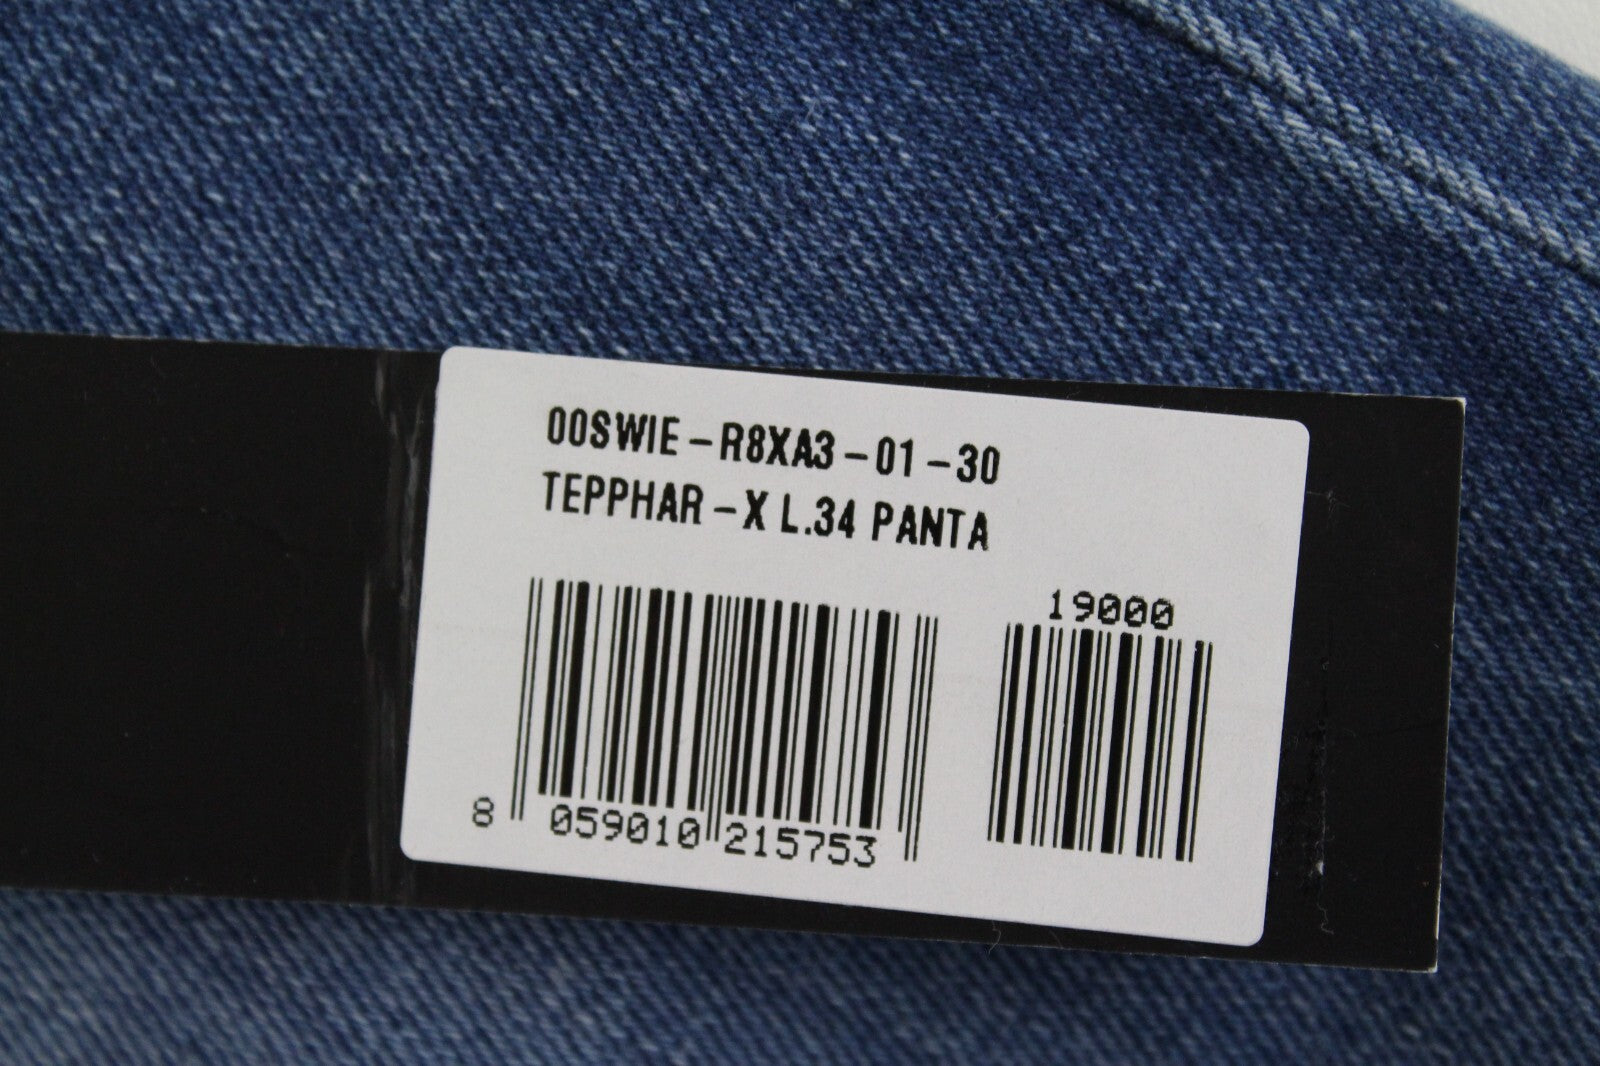 00SWIE-R8XA3-01-30
TEPPHAR-X L.34 PANTA
19000
8 059010 215753